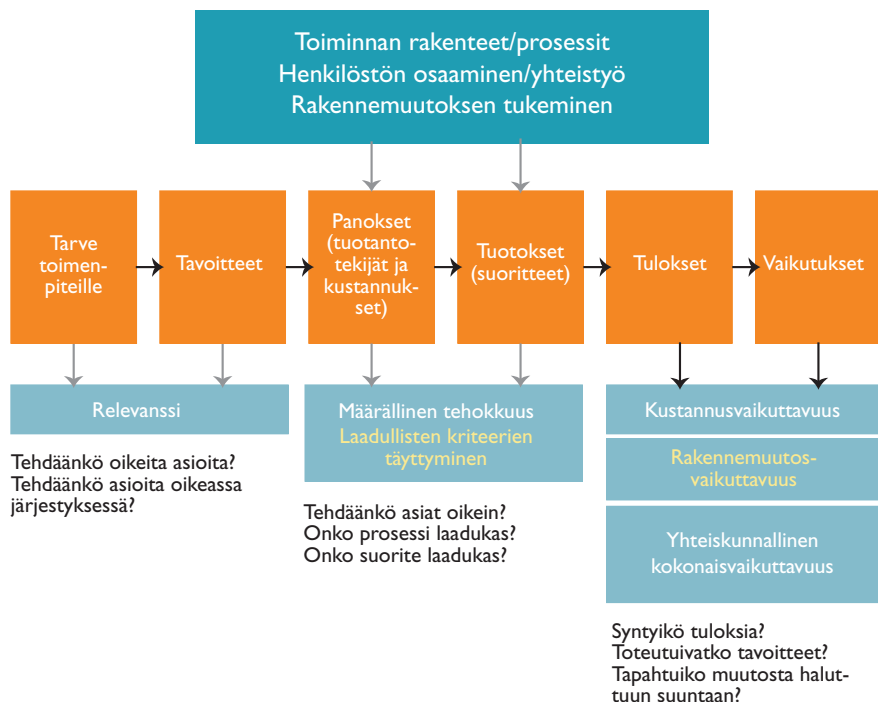 Toiminnan rakenteet/prosessit
Henkilöstön osaaminen/yhteistyö
Rakennemuutoksen tukeminen
Tarve
toimen-
piteille
Tavoitteet
Panokset
(tuotanto-
tekijät ja
kustannuk-
set)
Tuotokset
(suoritteet)
Tulokset
Vaikutukset
Relevanssi
Tehdäänkö oikeita asioita?
Tehdäänkö asioita oikeassa
järjestyksessä?
Määrällinen tehokkuus
Laadullisten kriteerien
täyttyminen
Tehdäänkö asiat oikein?
Onko prosessi laadukas?
Onko suorite laadukas?
Kustannusvaikuttavuus
Rakennemuutos-
vaikuttavuus
Yhteiskunnallinen
kokonaisvaikuttavuus
Syntyikö tuloksia?
Toteutuivatko tavoitteet?
Tapahtuiko muutosta halut-
tuun suuntaan?